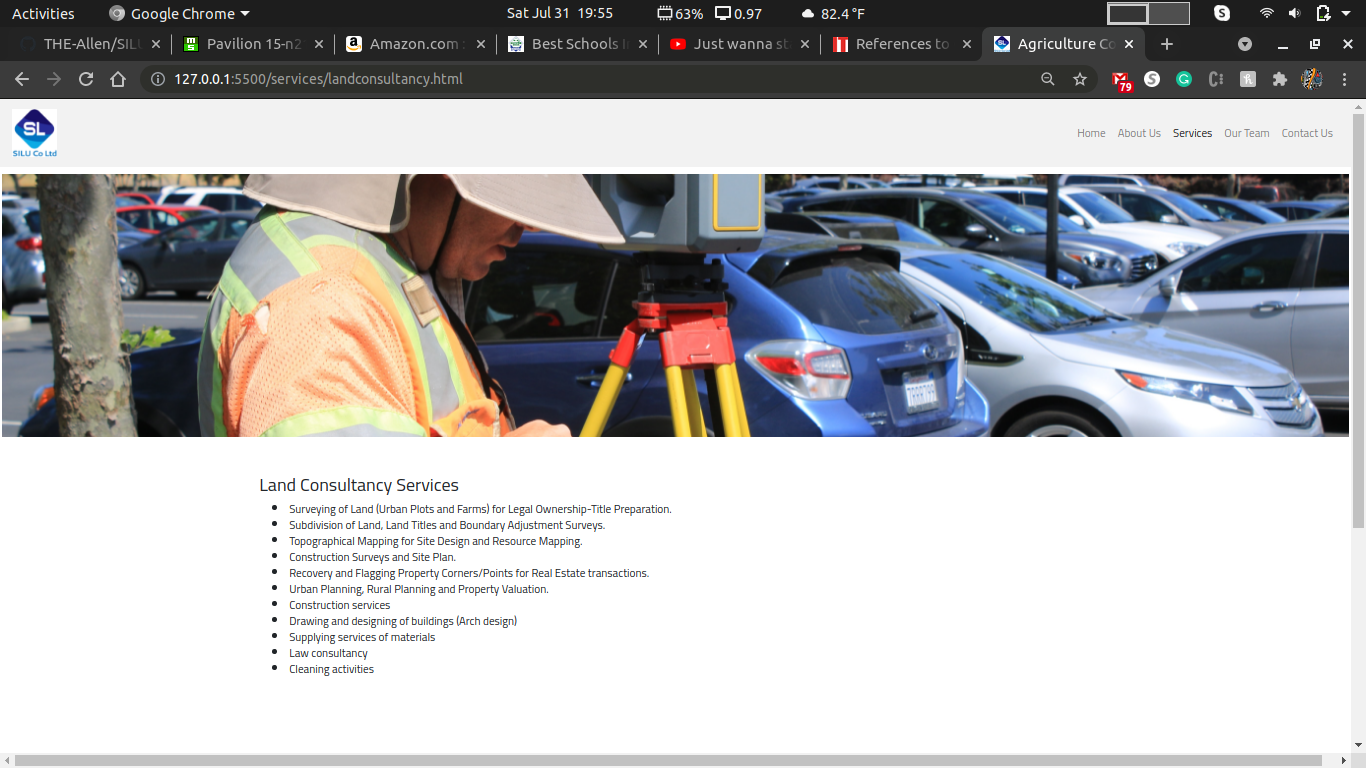 Activities Google Chrome Sat Jul 31 19:55 63% 0.97 82.4 °F S
THE-Allen/SILU Pavilion 15-n2 Amazon.com : Best Schools I Just wanna st References to Agriculture Co
127.0.0.1:5500/services/landconsultancy.html 79
SL
SILU Co Ltd
Home About Us Services Our Team Contact Us
Land Consultancy Services
• Surveying of Land (Urban Plots and Farms) for Legal Ownership-Title Preparation.
• Subdivision of Land, Land Titles and Boundary Adjustment Surveys.
• Topographical Mapping for Site Design and Resource Mapping.
• Construction Surveys and Site Plan.
• Recovery and Flagging Property Corners/Points for Real Estate transactions.
• Urban Planning, Rural Planning and Property Valuation.
• Construction services
• Drawing and designing of buildings (Arch design)
• Supplying services of materials
• Law consultancy
• Cleaning activities